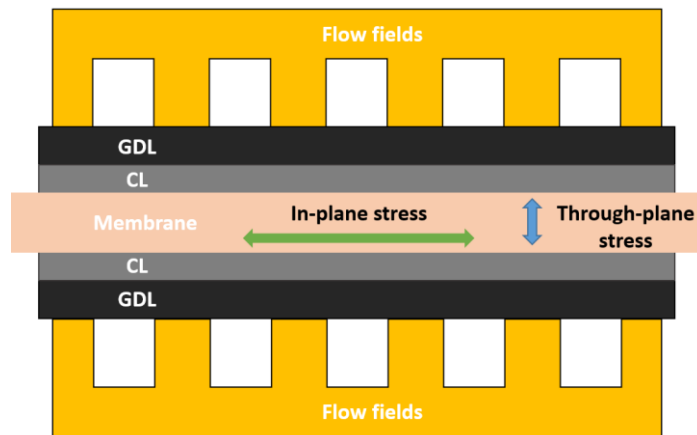 Flow fields
GDL
CL
Membrane
In-plane stress
Through-plane
stress
CL
GDL
Flow fields